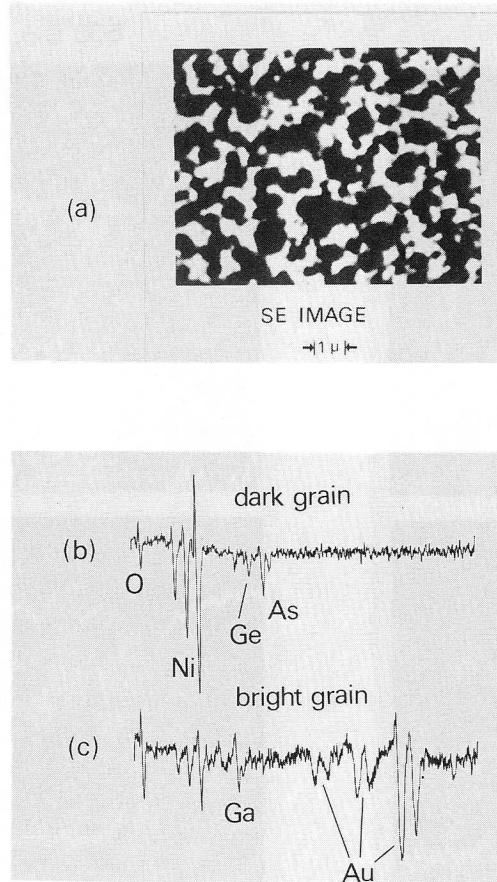 (a)
SE IMAGE
1 μ
dark grain
(b)
O
As
Ge
Ni
bright grain
(c)
Ga
Au